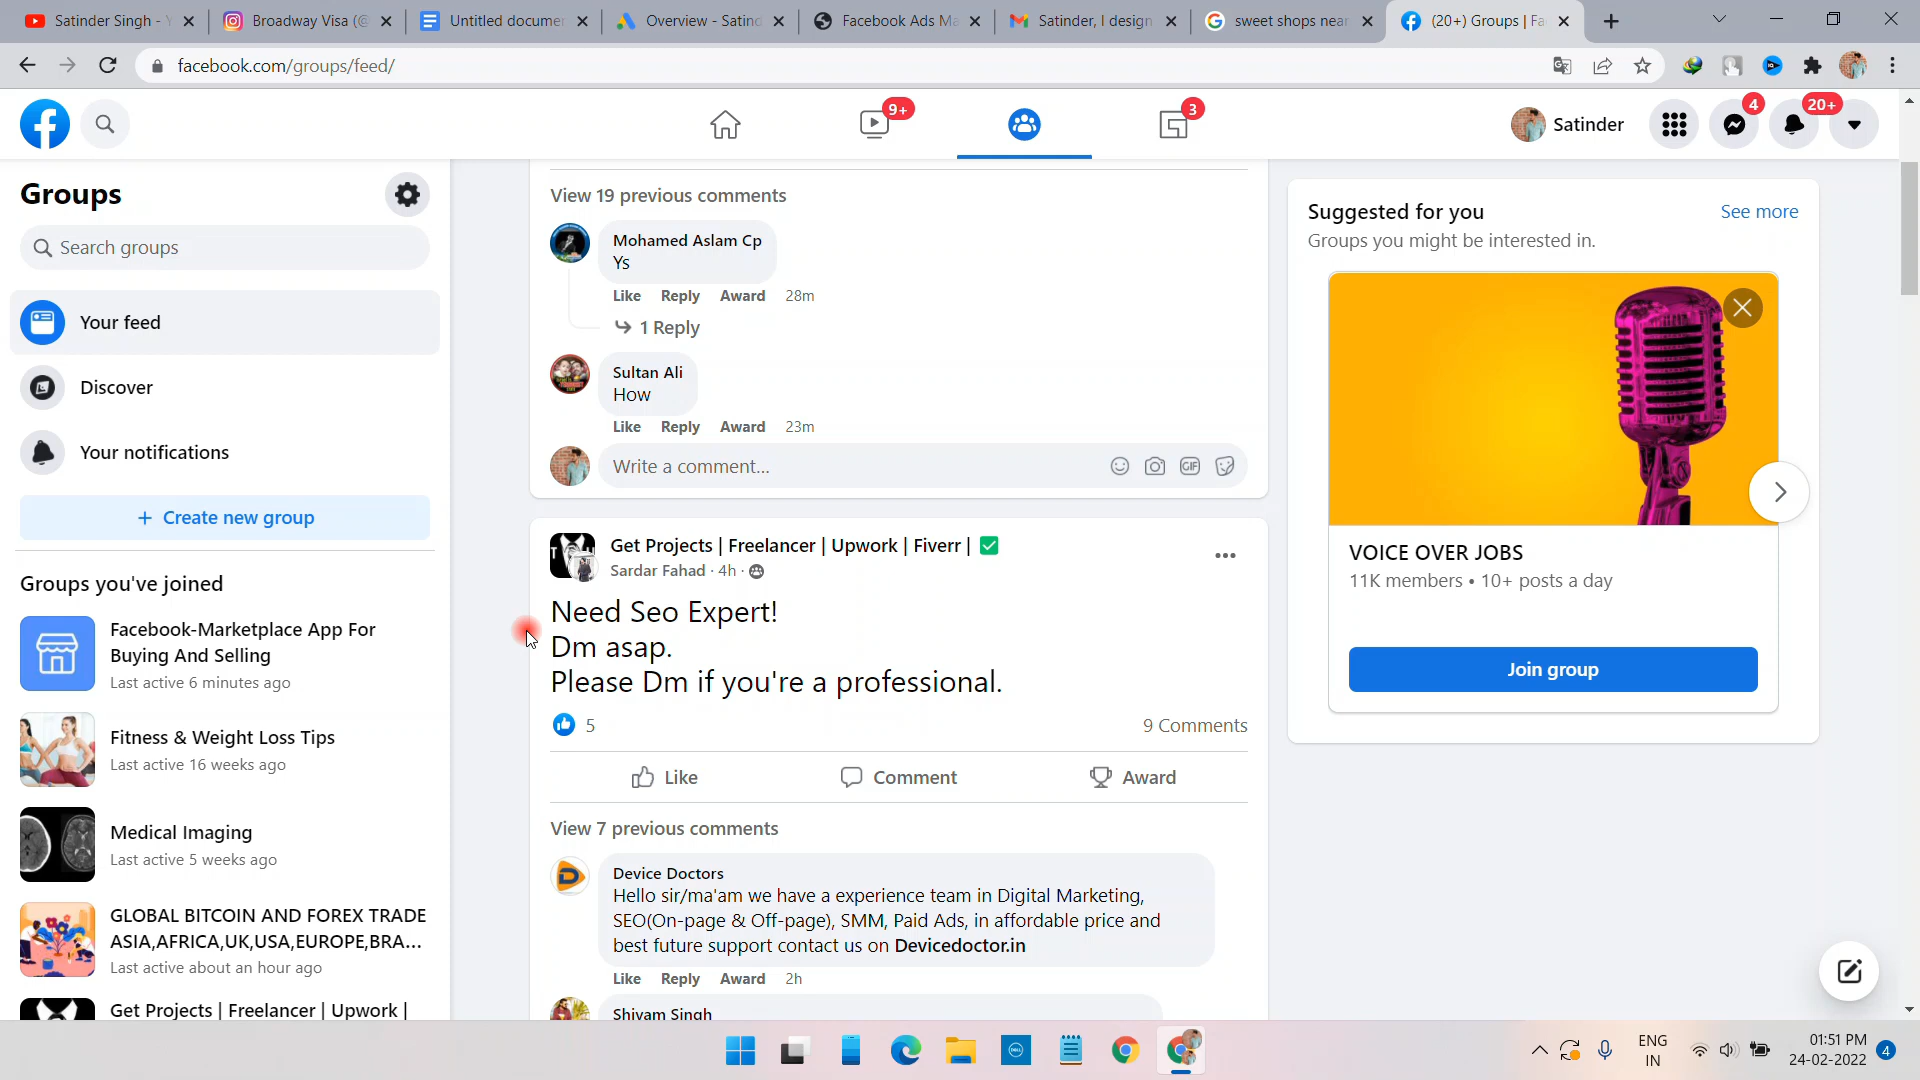 Satinder Singh - Y
Broadway Visa (@
Untitled documen
Overview - Satind
Facebook Ads Ma
Satinder, I design
sweet shops near
(20+) Groups | Fa
facebook.com/groups/feed/
9+
3
Satinder
4
20+
Groups
Search groups
Your feed
Discover
Your notifications
+ Create new group
Groups you've joined
Facebook-Marketplace App For
Buying And Selling
Last active 6 minutes ago
Fitness & Weight Loss Tips
Last active 16 weeks ago
Medical Imaging
Last active 5 weeks ago
GLOBAL BITCOIN AND FOREX TRADE
ASIA,AFRICA,UK,USA,EUROPE,BRA...
Last active about an hour ago
Get Projects | Freelancer | Upwork |
View 19 previous comments
Mohamed Aslam Cp
Ys
Like Reply Award 28m
1 Reply
Sultan Ali
How
Like Reply Award 23m
Write a comment...
GIF
Get Projects | Freelancer | Upwork | Fiverr | ✅
Sardar Fahad · 4h ·
Need Seo Expert!
Dm asap.
Please Dm if you're a professional.
5
9 Comments
Like
Comment
Award
View 7 previous comments
Device Doctors
Hello sir/ma'am we have a experience team in Digital Marketing,
SEO(On-page & Off-page), SMM, Paid Ads, in affordable price and
best future support contact us on Devicedoctor.in
Like Reply Award 2h
Shivam Singh
Suggested for you
See more
Groups you might be interested in.
VOICE OVER JOBS
11K members • 10+ posts a day
Join group
ENG
IN
01:51 PM
24-02-2022
4